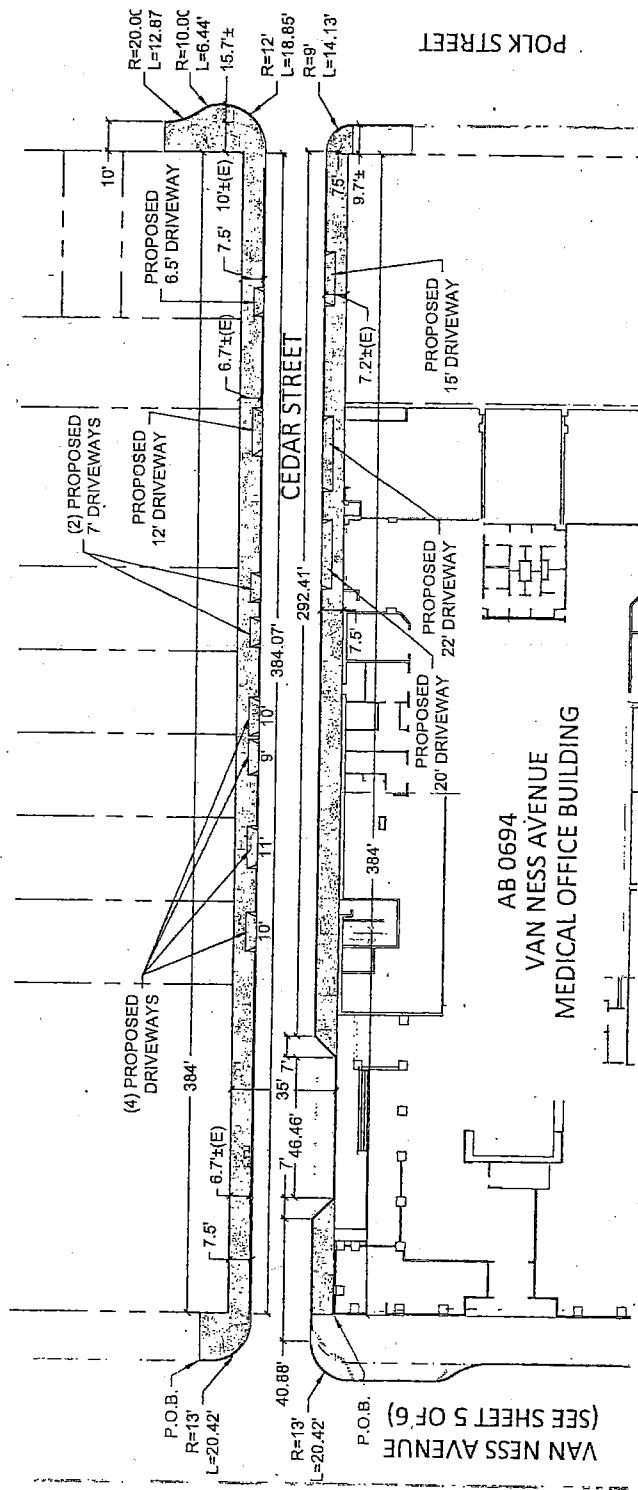 R=20.00
L=12.87
R=10.00
L=6.44'
15.7'±
R=12'
L=18.85'
R=9'
L=14.13'
POLK STREET
10'
10'±(E)
7.5'
9.7'±
PROPOSED
6.5' DRIVEWAY
7.5'
6.7'±(E)
7.2'±(E)
PROPOSED
15' DRIVEWAY
CEDAR STREET
(2) PROPOSED
7' DRIVEWAYS
PROPOSED
12' DRIVEWAY
384.07'
292.41'
7.5'
PROPOSED
22' DRIVEWAY
PROPOSED
20' DRIVEWAY
10'
9'
11'
10'
(4) PROPOSED
DRIVEWAYS
384'
384'
AB 0694
VAN NESS AVENUE
MEDICAL OFFICE BUILDING
35'
7'
46.46'
7'
6.7'±(E)
7.5'
40.88'
P.O.B.
R=13'
L=20.42'
R=13'
L=20.42'
P.O.B.
VAN NESS AVENUE
(SEE SHEET 5 OF 6)